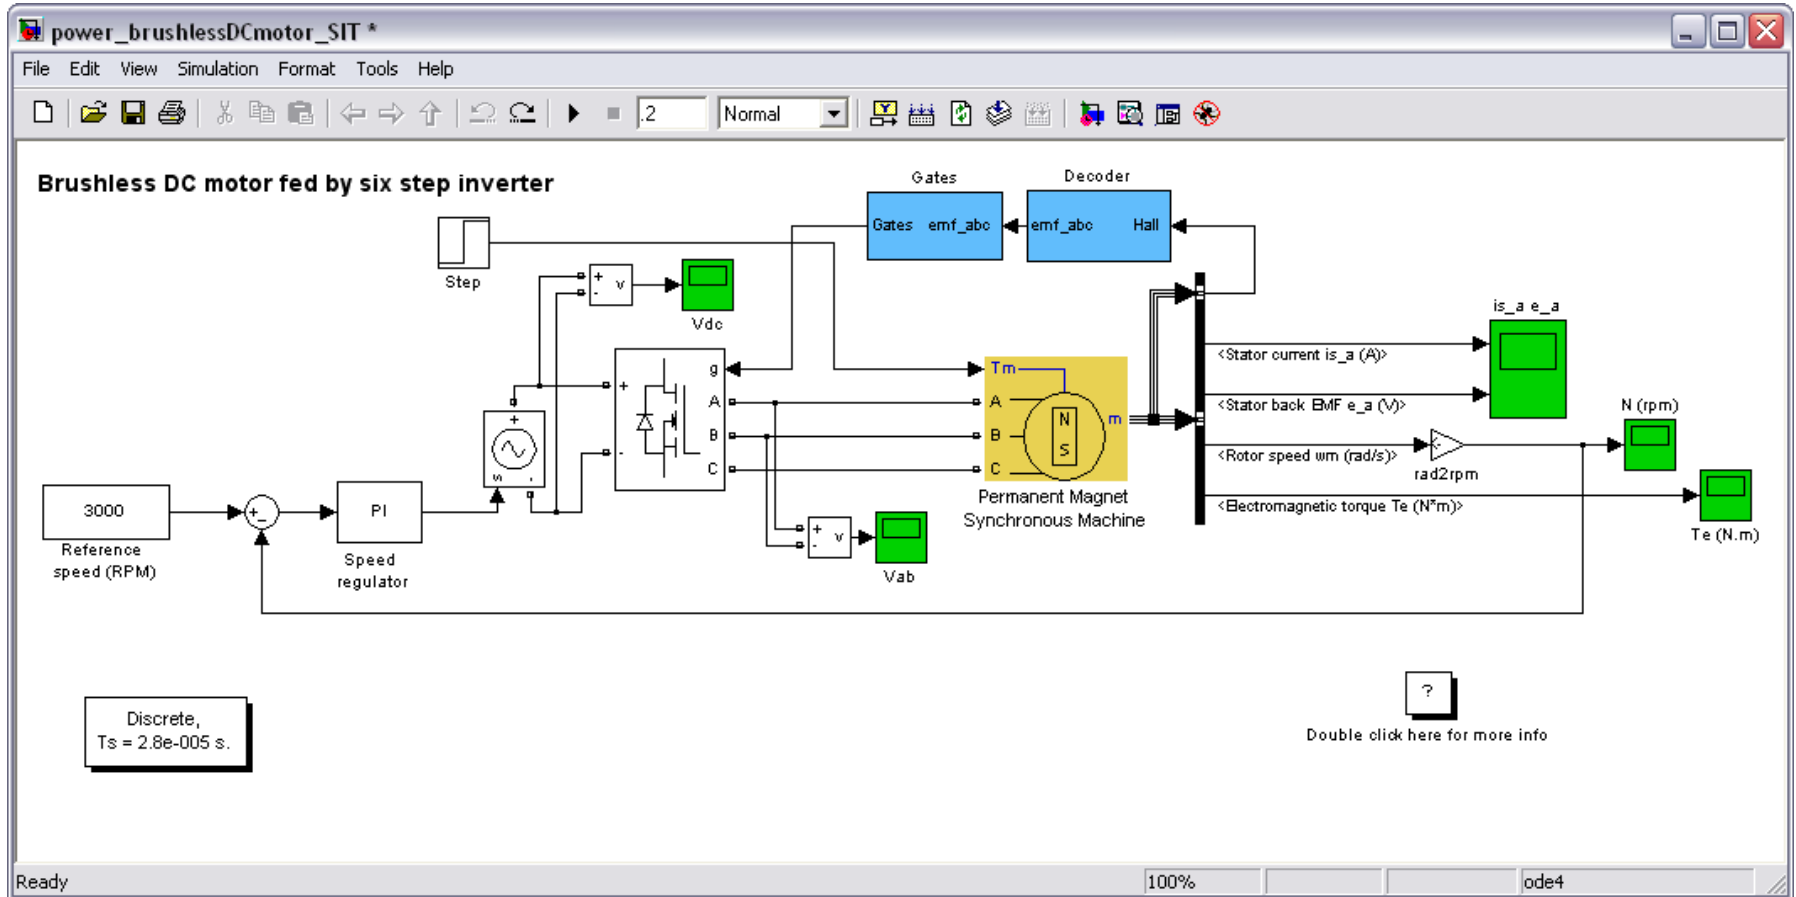 power_brushlessDCmotor_SIT *
File Edit View Simulation Format Tools Help
.2 Normal
Brushless DC motor fed by six step inverter
Gates
Decoder
Gates emf_abc
emf_abc Hall
Step
+
-
v
Vdc
is_a e_a
<Stator current is_a (A)>
<Stator back EMF e_a (V)>
N (rpm)
<Rotor speed wm (rad/s)>
rad2rpm
<Electromagnetic torque Te (N*m)>
Te (N.m)
g
+
A
B
-
C
Tm
A
B
C
N
S
m
Permanent Magnet
Synchronous Machine
+
s -
3000
Reference
speed (RPM)
+
-
PI
Speed
regulator
+
-
v
Vab
?
Double click here for more info
Discrete,
Ts = 2.8e-005 s.
Ready 100% ode4